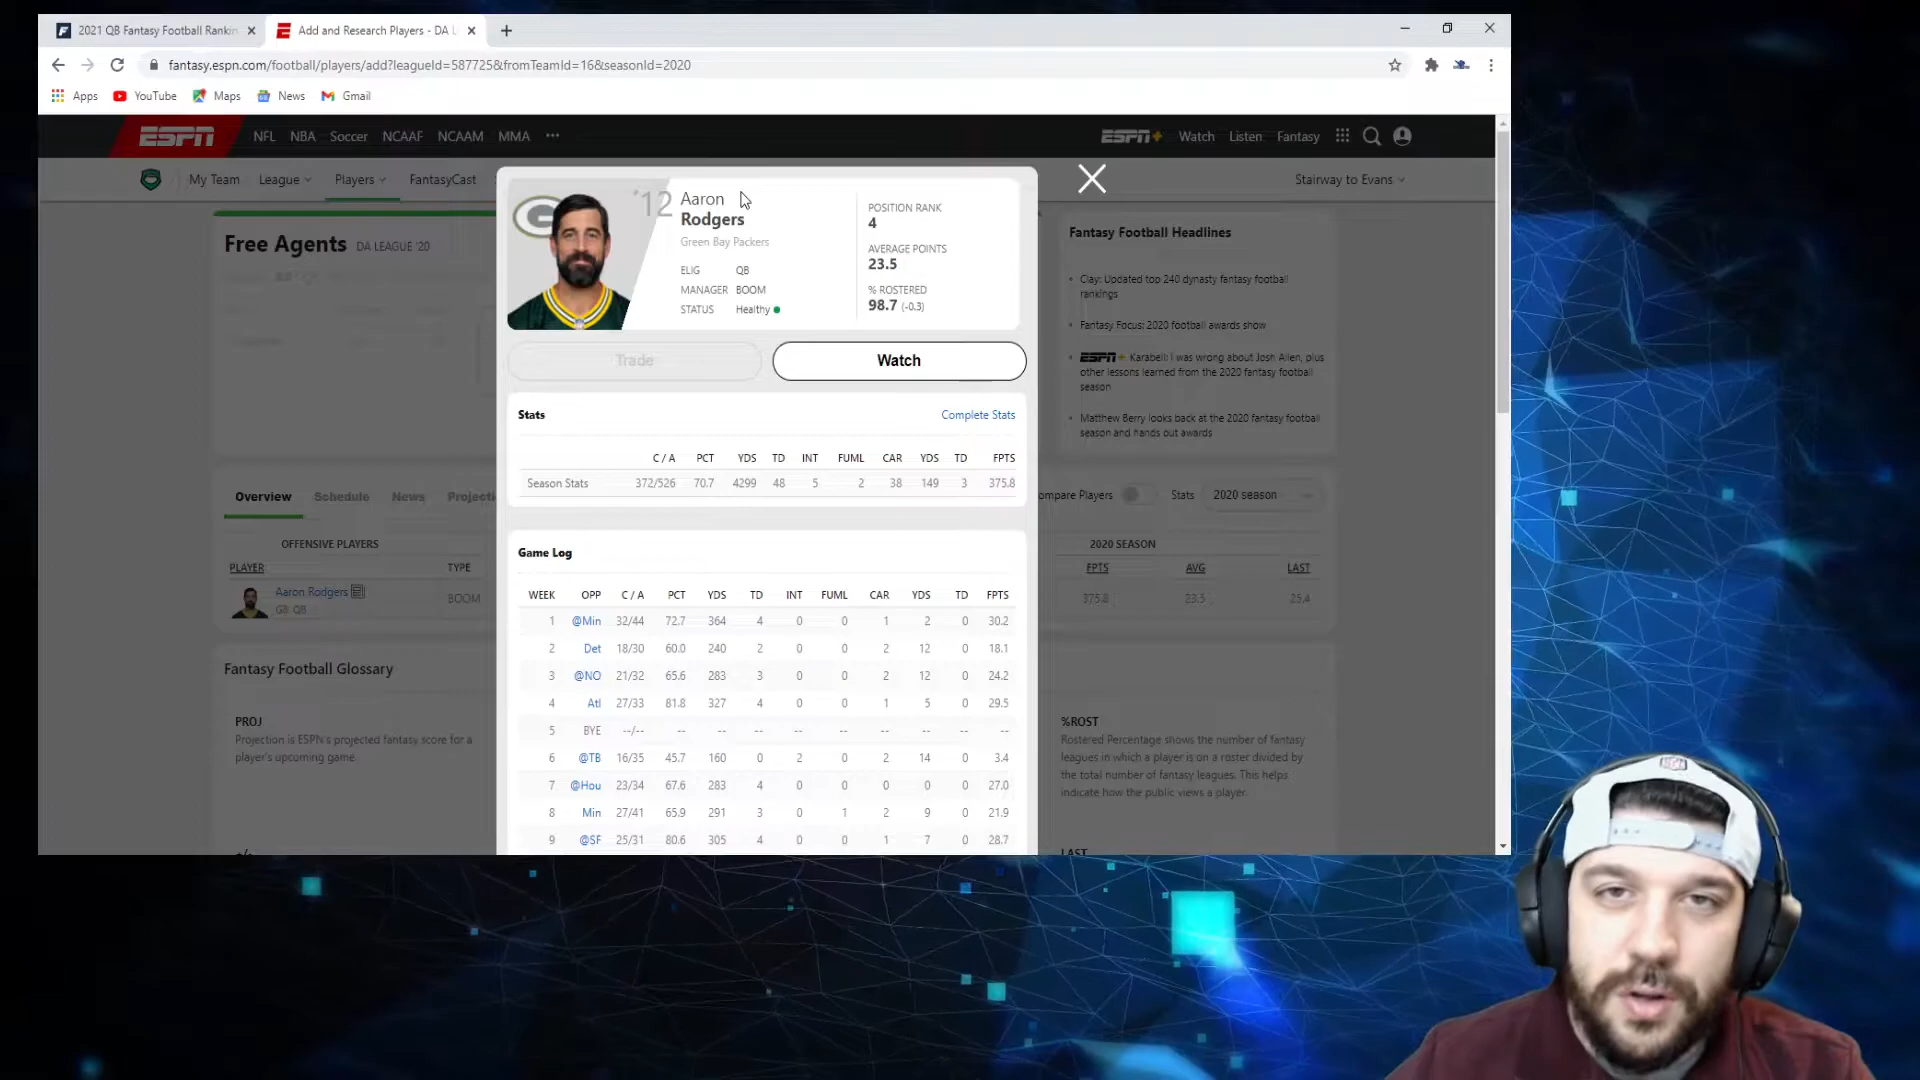 2021 QB Fantasy Football Rankin
Add and Research Players - DA L
fantasy.espn.com/football/players/add?leagueId=587725&fromTeamId=16&seasonId=2020
Apps YouTube Maps News Gmail
ESPN NFL NBA Soccer NCAAF NCAAM MMA ••• ESPN+ Watch Listen Fantasy
My Team League Players FantasyCast Stairway to Evans
Free Agents DA LEAGUE '20
12 Aaron
Rodgers
Green Bay Packers
ELIG QB
MANAGER BOOM
STATUS Healthy
POSITION RANK
4
AVERAGE POINTS
23.5
% ROSTERED
98.7 (-0.3)
Trade Watch
Stats Complete Stats
C / A PCT YDS TD INT FUML CAR YDS TD FPTS
Season Stats 372/526 70.7 4299 48 5 2 38 149 3 375.8
Game Log
WEEK OPP C / A PCT YDS TD INT FUML CAR YDS TD FPTS
1 @Min 32/44 72.7 364 4 0 0 1 2 0 30.2
2 Det 18/30 60.0 240 2 0 0 2 12 0 18.1
3 @NO 21/32 65.6 283 3 0 0 2 12 0 24.2
4 Atl 27/33 81.8 327 4 0 0 1 5 0 29.5
5 BYE --/-- -- -- -- -- -- -- -- -- --
6 @TB 16/35 45.7 160 0 2 0 2 14 0 3.4
7 @Hou 23/34 67.6 283 4 0 0 0 0 0 27.0
8 Min 27/41 65.9 291 3 0 1 2 9 0 21.9
9 @SF 25/31 80.6 305 4 0 0 1 7 0 28.7
Fantasy Football Headlines
Clay: Updated top 240 dynasty fantasy football
rankings
Fantasy Focus: 2020 football awards show
ESPN+ Karabell: I was wrong about Josh Allen, plus
other lessons learned from the 2020 fantasy football
season
Matthew Berry looks back at the 2020 fantasy football
season and hands out awards
Overview Schedule News Projecti
ompare Players Stats 2020 season
OFFENSIVE PLAYERS
PLAYER TYPE
Aaron Rodgers BOOM
GB QB
2020 SEASON
FPTS AVG LAST
375.8 23.5 25.4
Fantasy Football Glossary
PROJ
Projection is ESPN's projected fantasy score for a
player's upcoming game.
%ROST
Rostered Percentage shows the number of fantasy
leagues in which a player is on a roster divided by
the total number of fantasy leagues. This helps
indicate how the public views a player.
+/-
LAST